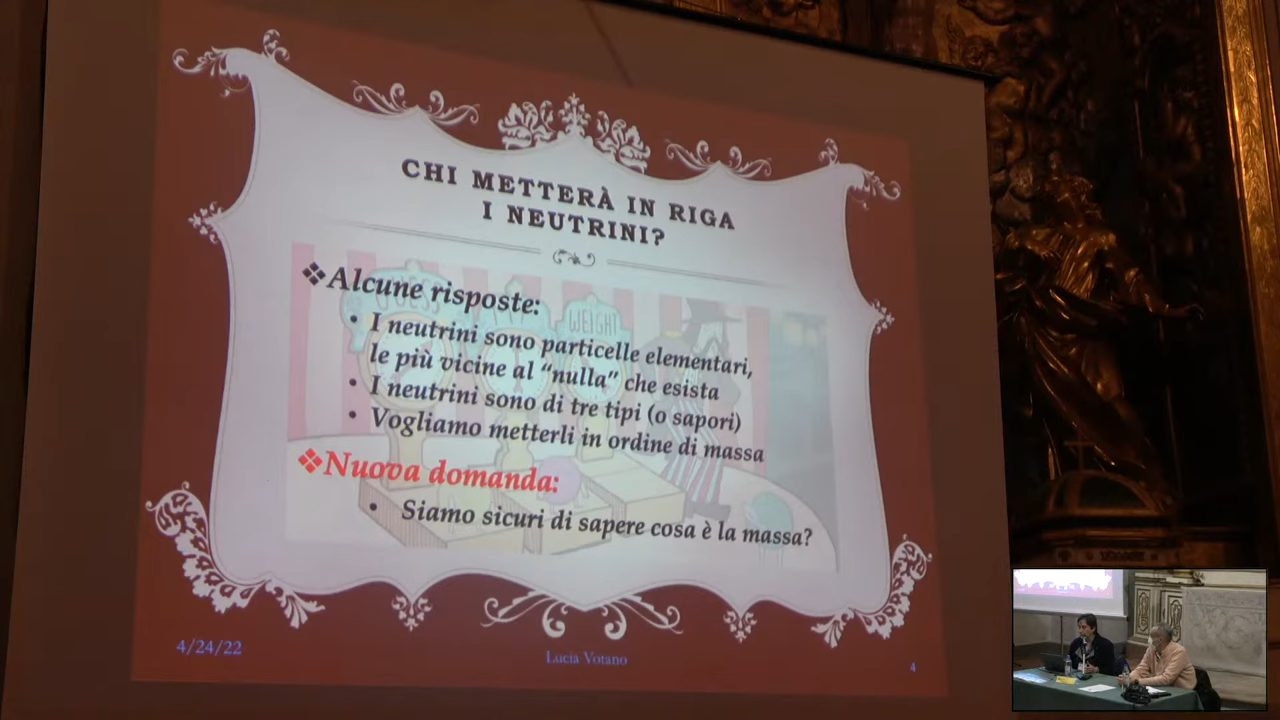 CHI METTERÀ IN RIGA
I NEUTRINI?
❖Alcune risposte:
• I neutrini sono particelle elementari,
le più vicine al “nulla” che esista
• I neutrini sono di tre tipi (o sapori)
• Vogliamo metterli in ordine di massa
❖Nuova domanda:
• Siamo sicuri di sapere cosa è la massa?
WEIGHT
4/24/22
Lucia Votano
4